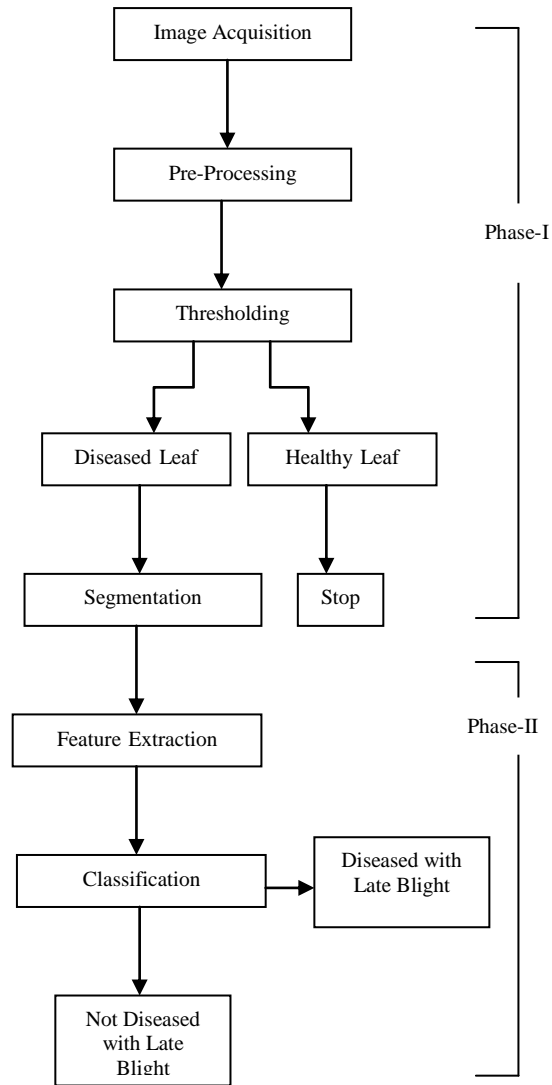 Image Acquisition
Pre-Processing
Phase-I
Thresholding
Diseased Leaf
Healthy Leaf
Segmentation
Stop
Feature Extraction
Phase-II
Classification
Diseased with
Late Blight
Not Diseased
with Late
Blight